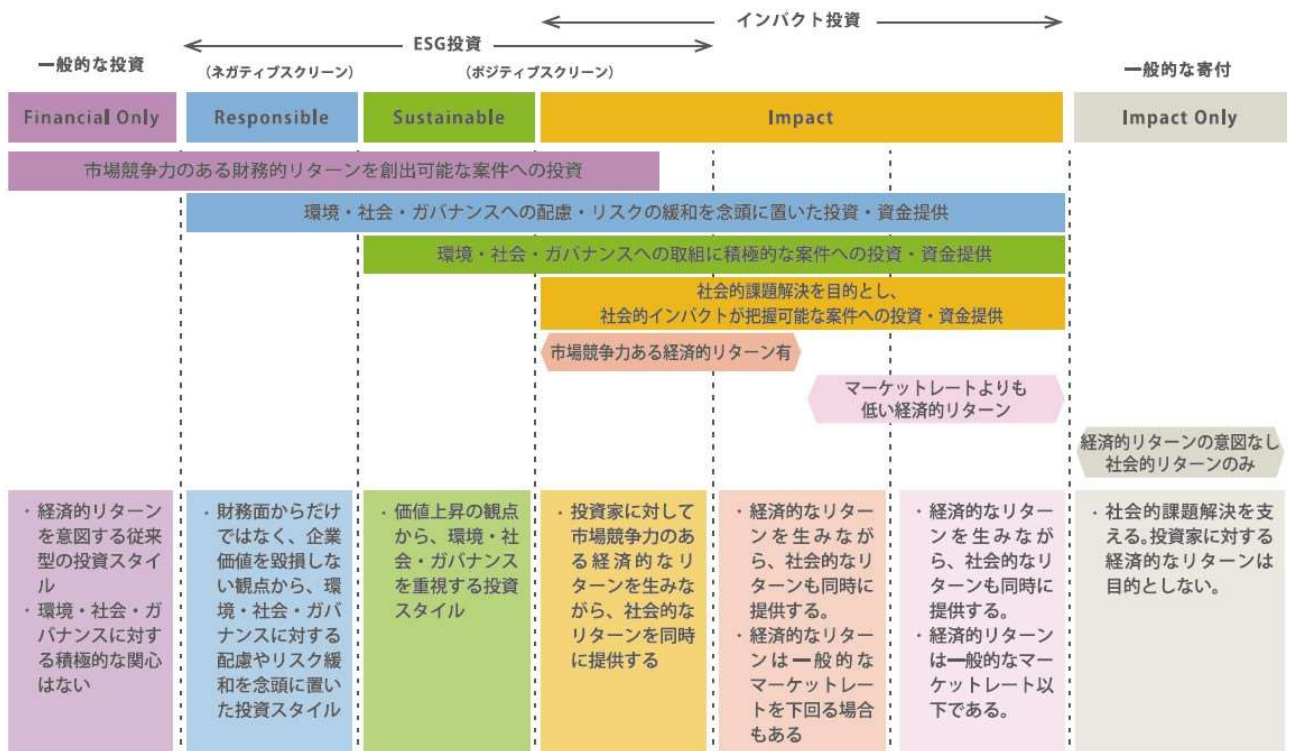 インパクト投資
ESG投資
一般的な投資
（ネガティブスクリーン）
（ポジティブスクリーン）
一般的な寄付
Financial Only
Responsible
Sustainable
Impact
Impact Only
市場競争力のある財務的リターンを創出可能な案件への投資
環境・社会・ガバナンスへの配慮・リスクの緩和を念頭に置いた投資・資金提供
環境・社会・ガバナンスへの取組に積極的な案件への投資・資金提供
社会的課題解決を目的とし、
社会的インパクトが把握可能な案件への投資・資金提供
市場競争力ある経済的リターン有
マーケットレートよりも
低い経済的リターン
経済的リターンの意図なし
社会的リターンのみ
・経済的リターン
を意図する従来
型の投資スタイ
ル
・環境・社会・ガ
バナンスに対す
る積極的な関心
はない
・財務面からだけ
ではなく、企業
価値を毀損しな
い観点から、環
境・社会・ガバ
ナンスに対する
配慮やリスク緩
和を念頭に置い
た投資スタイル
・価値上昇の観点
から、環境・社
会・ガバナンス
を重視する投資
スタイル
・投資家に対して
市場競争力のあ
る経済的なリ
ターンを生みな
がら、社会的な
リターンを同時
に提供する
・経済的なリター
ンを生みなが
ら、社会的なリ
ターンも同時に
提供する。
・経済的なリター
ンは一般的な
マーケットレー
トを下回る場合
もある
・経済的なリター
ンを生みなが
ら、社会的なリ
ターンも同時に
提供する。
・経済的リターン
は一般的なマー
ケットレート以
下である。
・社会的課題解決を支
える。投資家に対する
経済的なリターンは
目的としない。